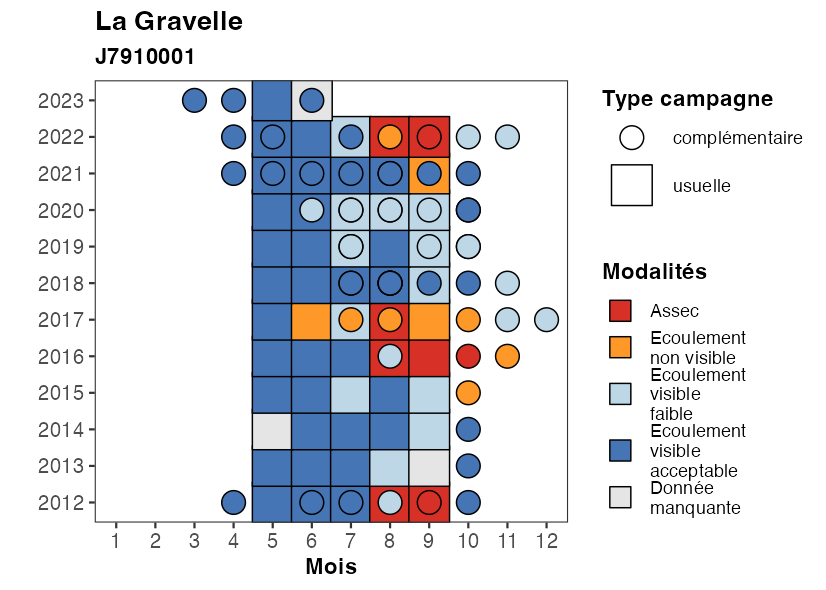 La Gravelle
J7910001
2023
2022
2021
2020
2019
2018
2017
2016
2015
2014
2013
2012
1 2 3 4 5 6 7 8 9 10 11 12
Mois
Type campagne
complémentaire
usuelle
Modalités
Assec
Ecoulement
non visible
Ecoulement
visible
faible
Ecoulement
visible
acceptable
Donnée
manquante